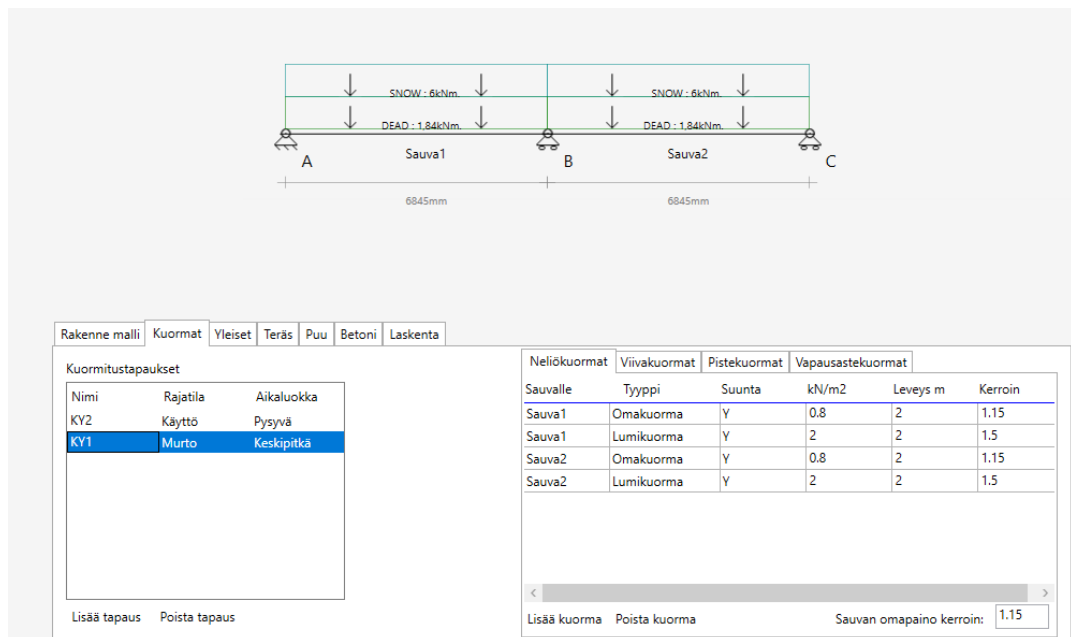 SNOW : 6kNm. SNOW : 6kNm.
DEAD : 1,84kNm. DEAD : 1,84kNm.
A Sauva1 B Sauva2 C
6845mm 6845mm
Rakenne malli Kuormat Yleiset Teräs Puu Betoni Laskenta
Kuormitustapaukset
Nimi Rajatila Aikaluokka
KY2 Käyttö Pysyvä
KY1 Murto Keskipitkä
Lisää tapaus Poista tapaus
Neliökuormat Viivakuormat Pistekuormat Vapausastekuormat
Sauvalle Tyyppi Suunta kN/m2 Leveys m Kerroin
Sauva1 Omakuorma Y 0.8 2 1.15
Sauva1 Lumikuorma Y 2 2 1.5
Sauva2 Omakuorma Y 0.8 2 1.15
Sauva2 Lumikuorma Y 2 2 1.5
Lisää kuorma Poista kuorma Sauvan omapaino kerroin: 1.15